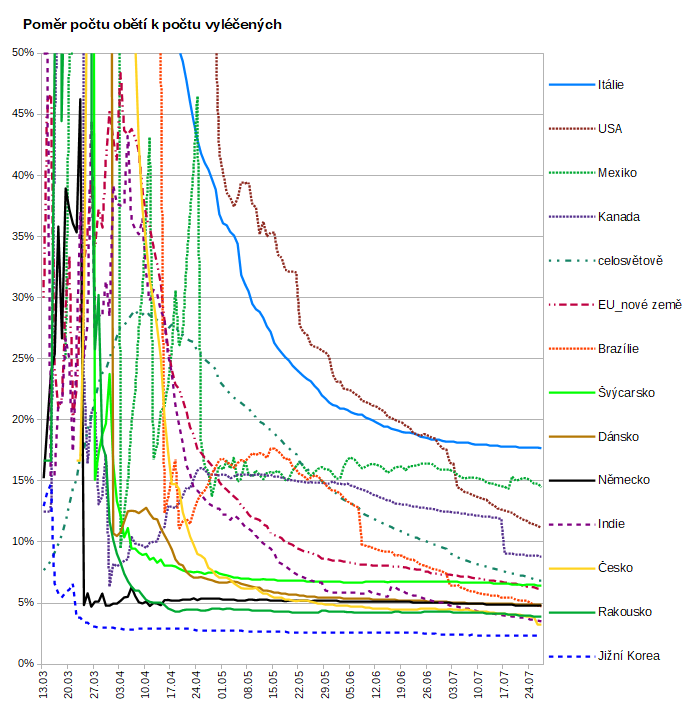 Poměr počtu obětí k počtu vyléčených
50%
45%
40%
35%
30%
25%
20%
15%
10%
5%
0%
13.03
20.03
27.03
03.04
10.04
17.04
24.04
01.05
08.05
15.05
22.05
29.05
05.06
12.06
19.06
26.06
03.07
10.07
17.07
24.07
Itálie
USA
Mexiko
Kanada
celosvětově
EU_nové země
Brazílie
Švýcarsko
Dánsko
Německo
Indie
Česko
Rakousko
Jižní Korea